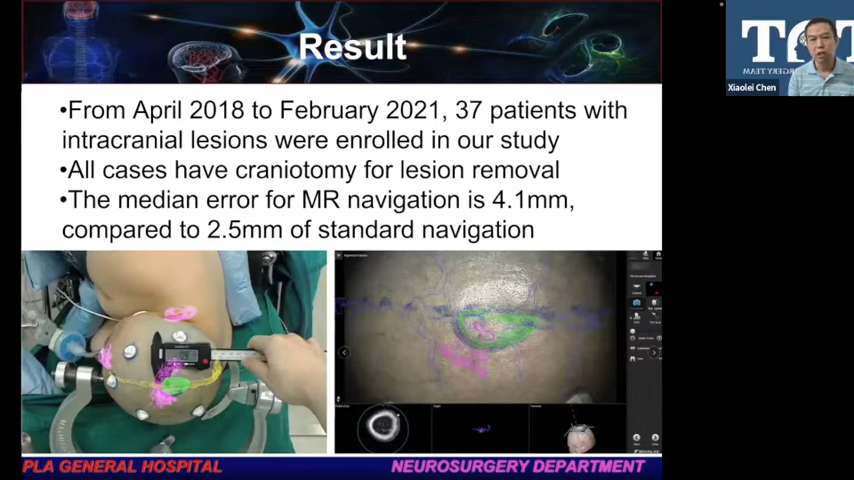 Result
•From April 2018 to February 2021, 37 patients with
intracranial lesions were enrolled in our study
•All cases have craniotomy for lesion removal
•The median error for MR navigation is 4.1mm,
compared to 2.5mm of standard navigation
PLA GENERAL HOSPITAL
NEUROSURGERY DEPARTMENT
Xiaolei Chen